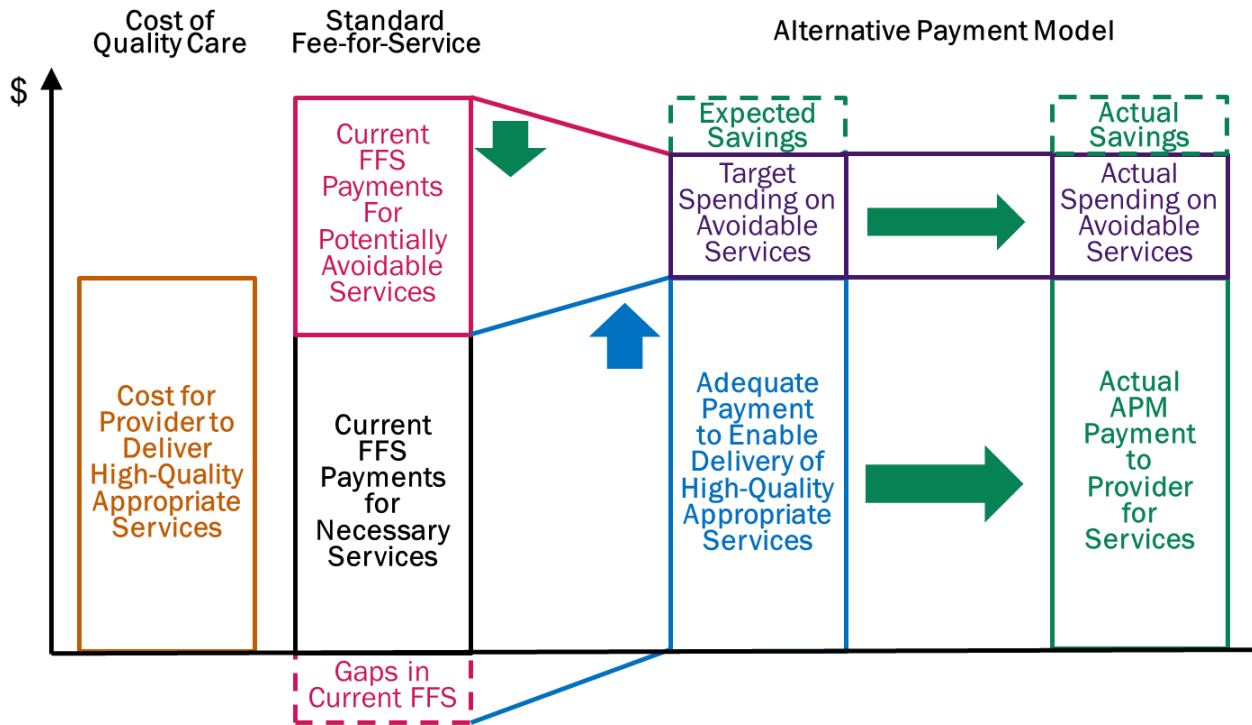 Cost of
Quality Care
Standard
Fee-for-Service
Alternative Payment Model
$
Cost for
Provider to
Deliver
High-Quality
Appropriate
Services
Current
FFS
Payments
For
Potentially
Avoidable
Services
Current
FFS
Payments
for
Necessary
Services
Gaps in
Current FFS
Expected
Savings
Target
Spending on
Avoidable
Services
Adequate
Payment
to Enable
Delivery of
High-Quality
Appropriate
Services
Actual
Savings
Actual
Spending on
Avoidable
Services
Actual
APM
Payment
to
Provider
for
Services